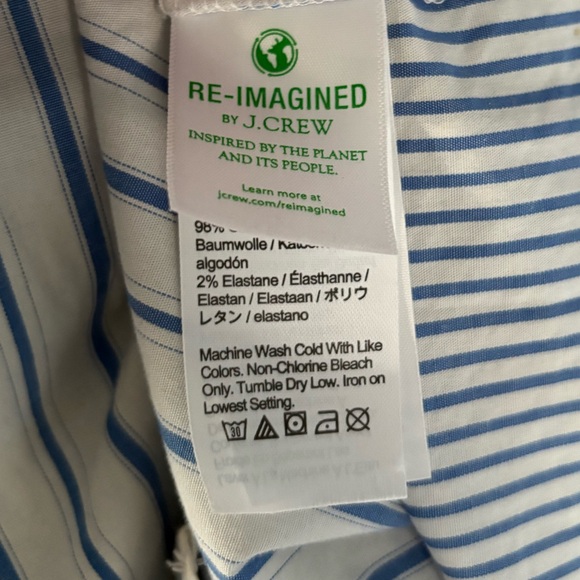 RE-IMAGINED
BY J.CREW
INSPIRED BY THE PLANET
AND ITS PEOPLE.
Learn more at
jcrew.com/reimagined
98%
Baumwolle /
algodón
2% Elastane / Élasthanne /
Elastan / Elastaan / ポリウ
レタン / elastano
Machine Wash Cold With Like
Colors. Non-Chlorine Bleach
Only. Tumble Dry Low. Iron on
Lowest Setting.
30